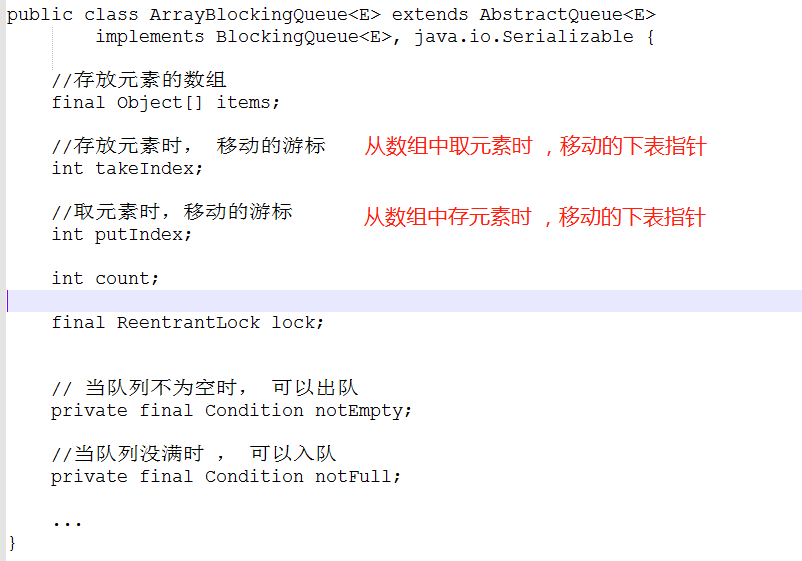 public class ArrayBlockingQueue<E> extends AbstractQueue<E>
implements BlockingQueue<E>, java.io.Serializable {
//存放元素的数组
final Object[] items;
//存放元素时， 移动的游标 从数组中取元素时 ，移动的下表指针
int takeIndex;
//取元素时，移动的游标 从数组中存元素时 ，移动的下表指针
int putIndex;
int count;
final ReentrantLock lock;
// 当队列不为空时， 可以出队
private final Condition notEmpty;
//当队列没满时 ， 可以入队
private final Condition notFull;
...
}